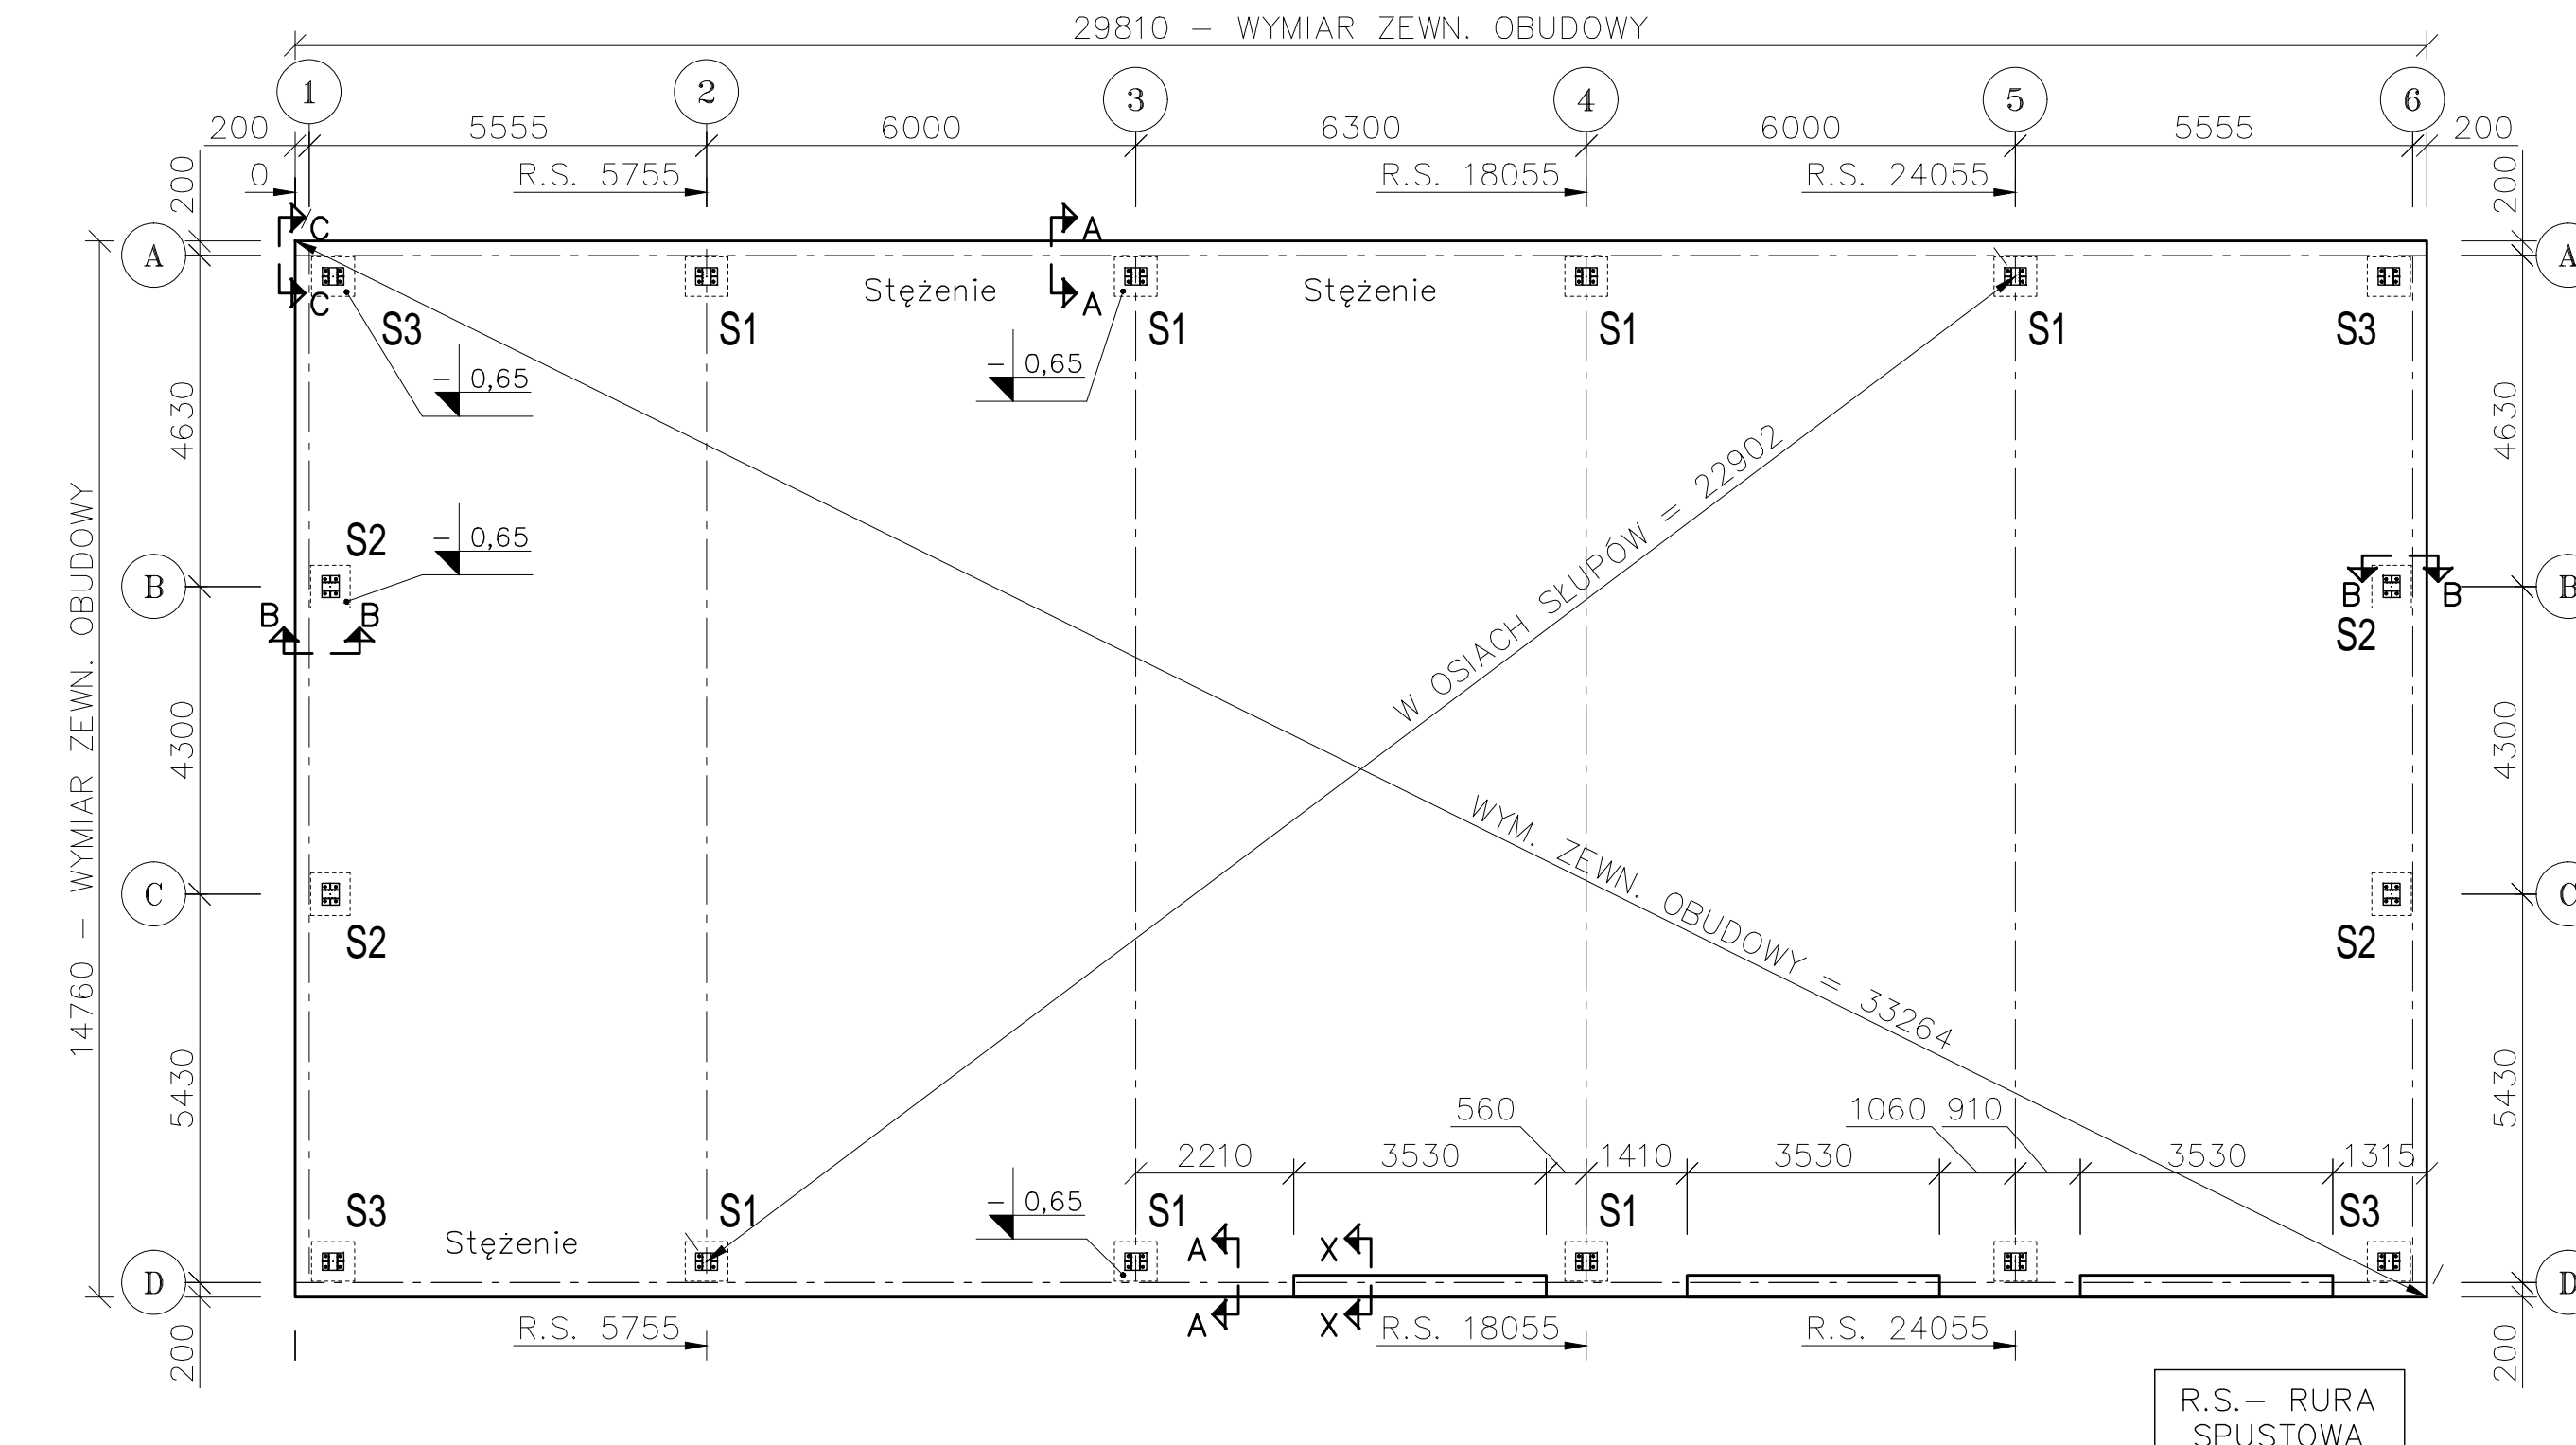 29810 – WYMIAR ZEWN. OBUDOWY
1 2 3 4 5 6
200 5555 6000 6300 6000 5555 200
0 R.S. 5755 R.S. 18055 R.S. 24055
200 200
C A
A A
C A
Stężenie Stężenie
S3 S1 S1 S1 S1 S3
– 0,65 – 0,65
4630 4630
W OSIACH SŁUPÓW = 22902
14760 – WYMIAR ZEWN. OBUDOWY
S2 – 0,65
B B
B B B B
S2
4300 4300
WYM. ZEWN. OBUDOWY = 33264
C C
S2 S2
5430 5430
560 1060 910
2210 3530 1410 3530 3530 1315
S3 S1 – 0,65 S1 S1 S3
Stężenie
A X
D D
A X
R.S. 5755 R.S. 18055 R.S. 24055
200 200
R.S.– RURA
SPUSTOWA